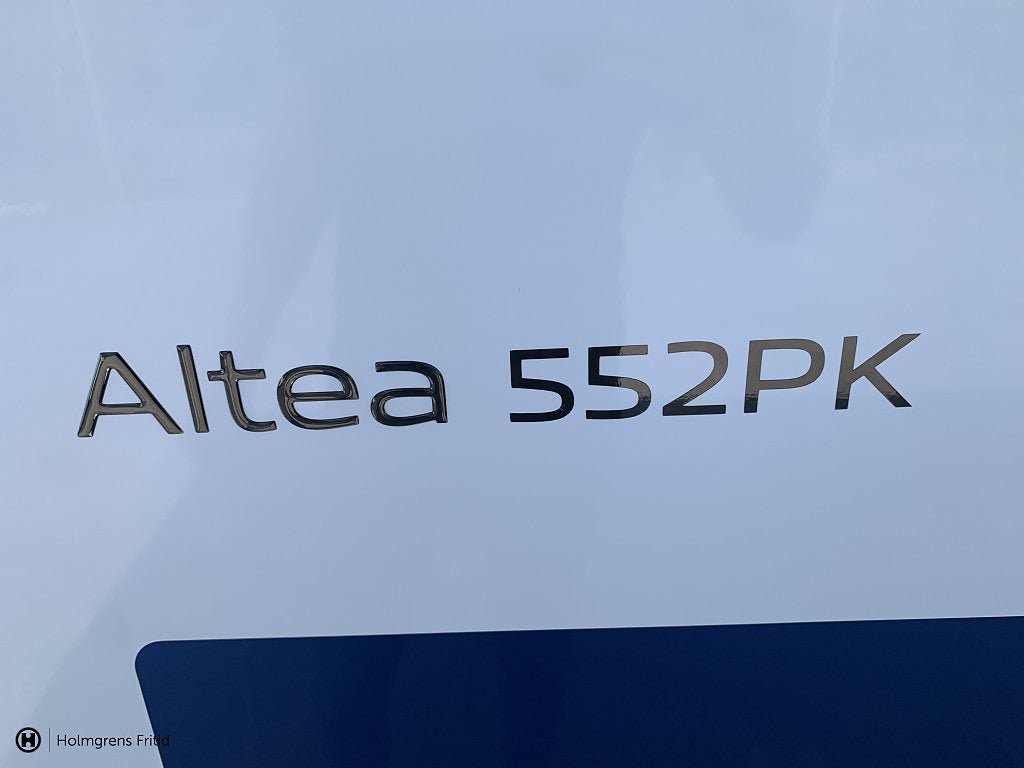 Altea 552PK
H Holmgrens Fritid